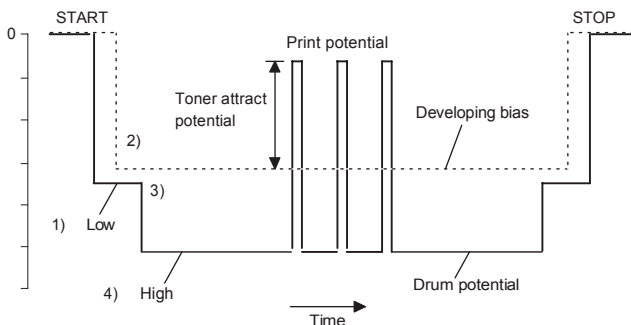 START
STOP
0
Print potential
Toner attract
potential
Developing bias
2)
3)
1)
Low
4)
High
Drum potential
Time